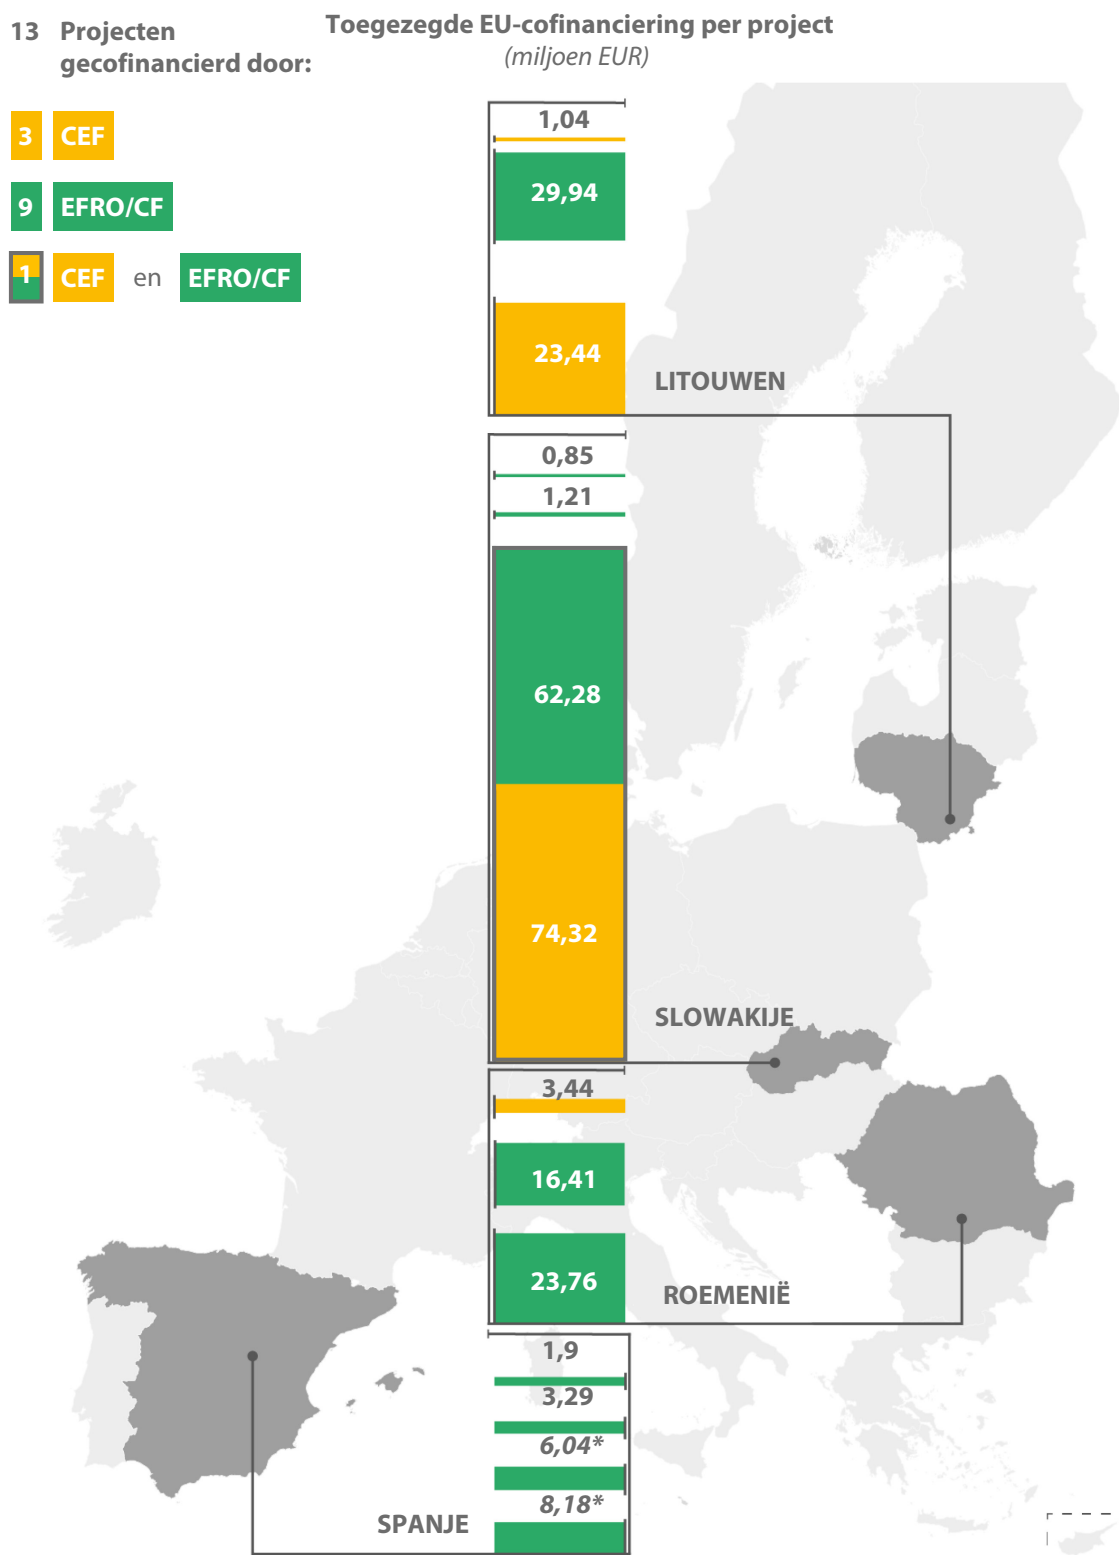 13 Projecten
gecofinancierd door:
3 CEF
9 EFRO/CF
1 CEF en EFRO/CF
Toegezegde EU-cofinanciering per project
(miljoen EUR)
1,04
29,94
23,44
LITOUWEN
0,85
1,21
62,28
74,32
SLOWAKIJE
3,44
16,41
23,76
ROEMENIË
1,9
3,29
6,04*
8,18*
SPANJE